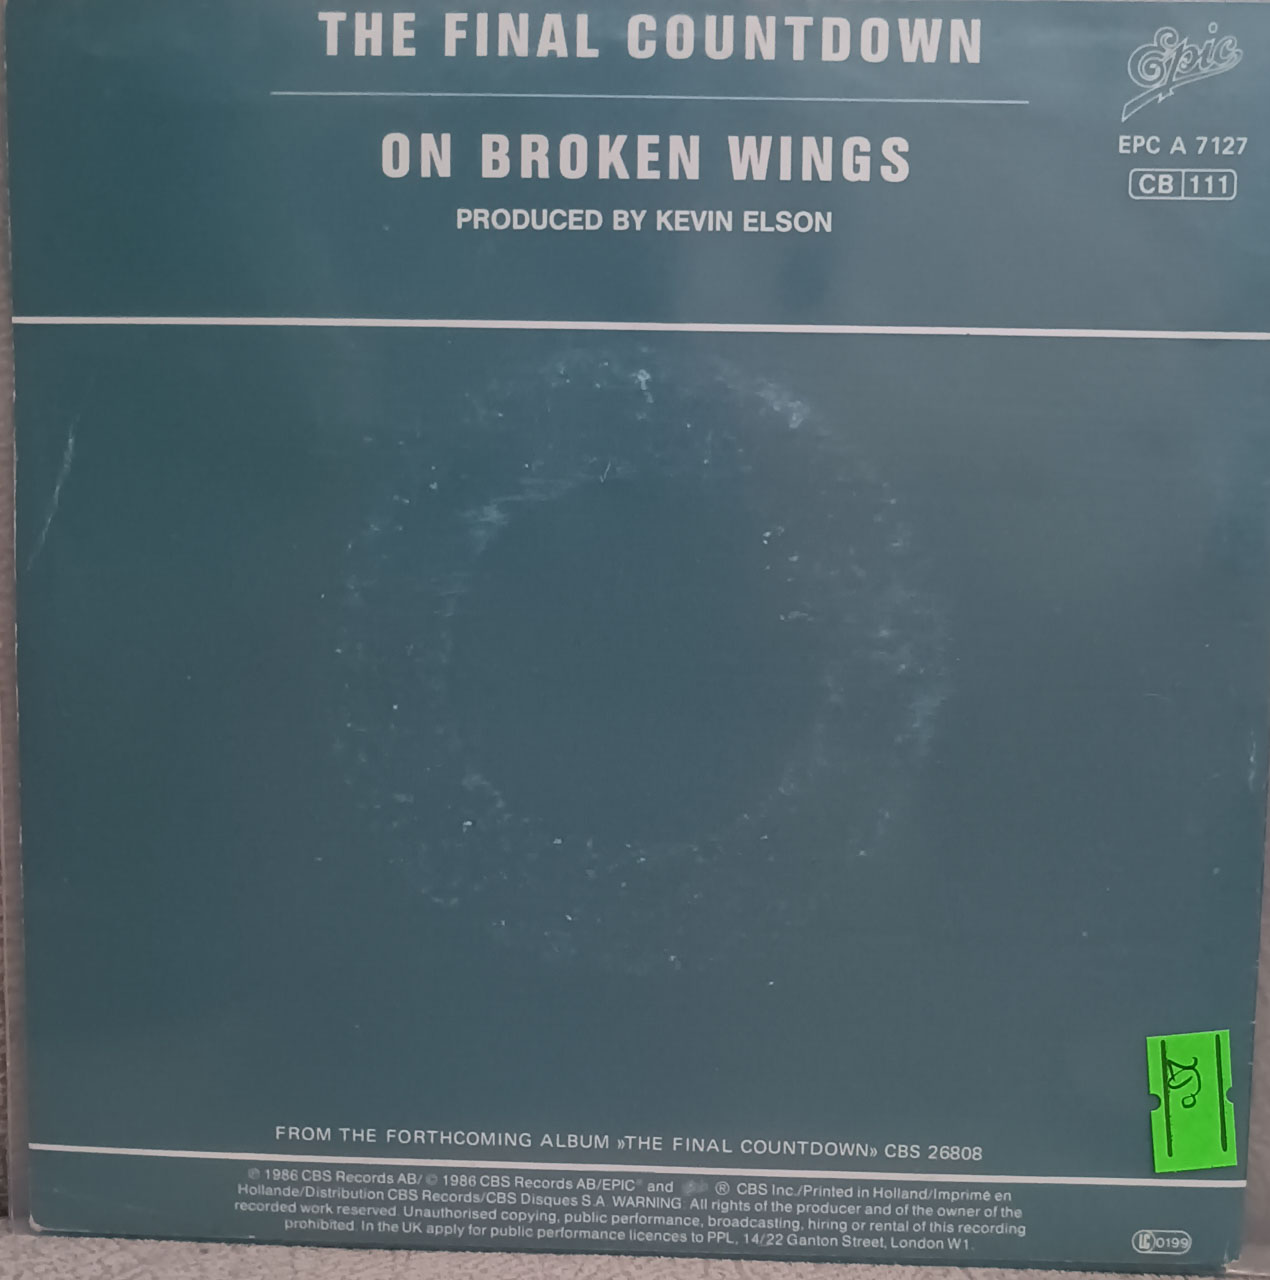 THE FINAL COUNTDOWN
Epic
ON BROKEN WINGS
EPC A 7127
CB 111
PRODUCED BY KEVIN ELSON
FROM THE FORTHCOMING ALBUM »THE FINAL COUNTDOWN» CBS 26808
℗ 1986 CBS Records AB/ © 1986 CBS Records AB/EPIC and ® CBS Inc./Printed in Holland/Imprimé en
Hollande/Distribution CBS Records/CBS Disques S.A. WARNING: All rights of the producer and of the owner of the
recorded work reserved. Unauthorised copying, public performance, broadcasting, hiring or rental of this recording
prohibited. In the UK apply for public performance licences to PPL, 14/22 Ganton Street, London W1.
LC 0199